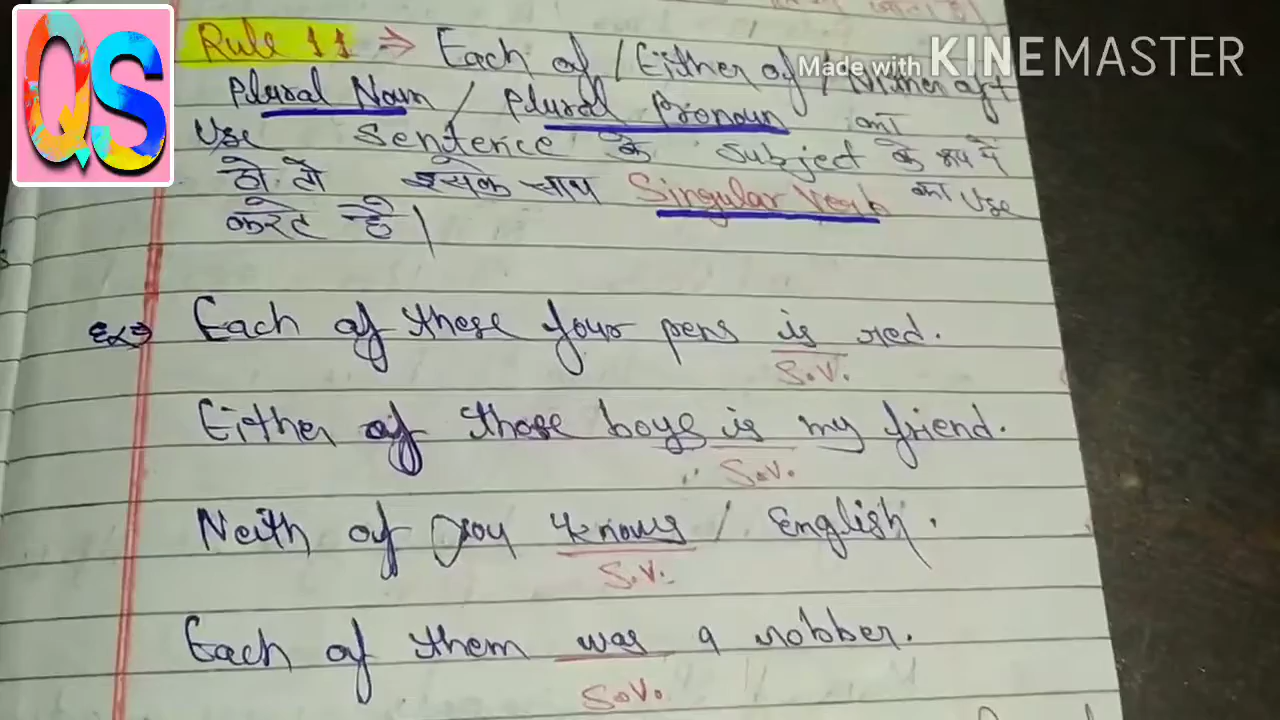 QS
Made with KINEMASTER
Rule 11 ⇒ Each of / Either of / Neither of +
Plural Noun / Plural Pronoun का
Use Sentence के Subject के रूप में
हो तो इसके साथ Singular Verb का Use
करते है।
Ex⇒ Each of these four pens is red.
S.V.
Either of those boys is my friend.
S.V.
Neith of you knows / English.
S.V.
Each of them was a robber.
S.V.